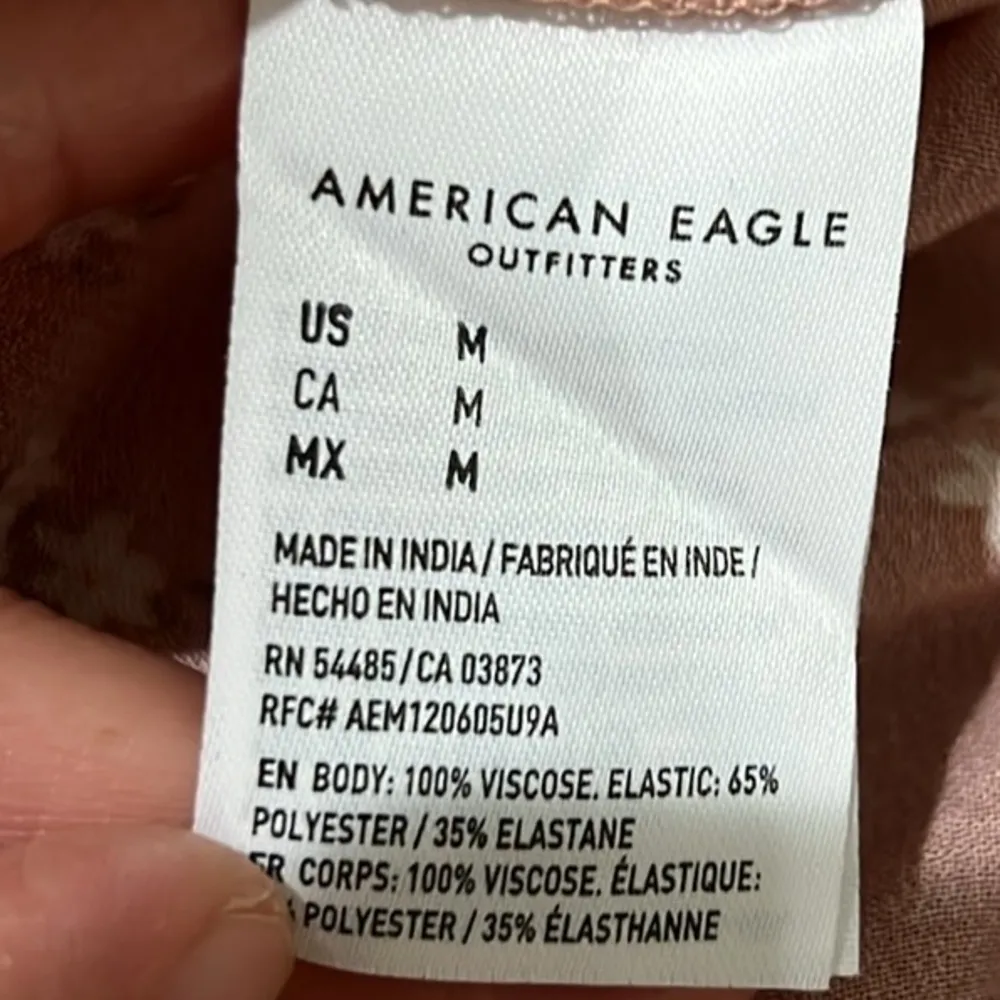 AMERICAN EAGLE
OUTFITTERS
US M
CA M
MX M
MADE IN INDIA / FABRIQUÉ EN INDE /
HECHO EN INDIA
RN 54485 / CA 03873
RFC# AEM120605U9A
EN BODY: 100% VISCOSE. ELASTIC: 65%
POLYESTER / 35% ELASTANE
FR CORPS: 100% VISCOSE. ÉLASTIQUE:
% POLYESTER / 35% ÉLASTHANNE